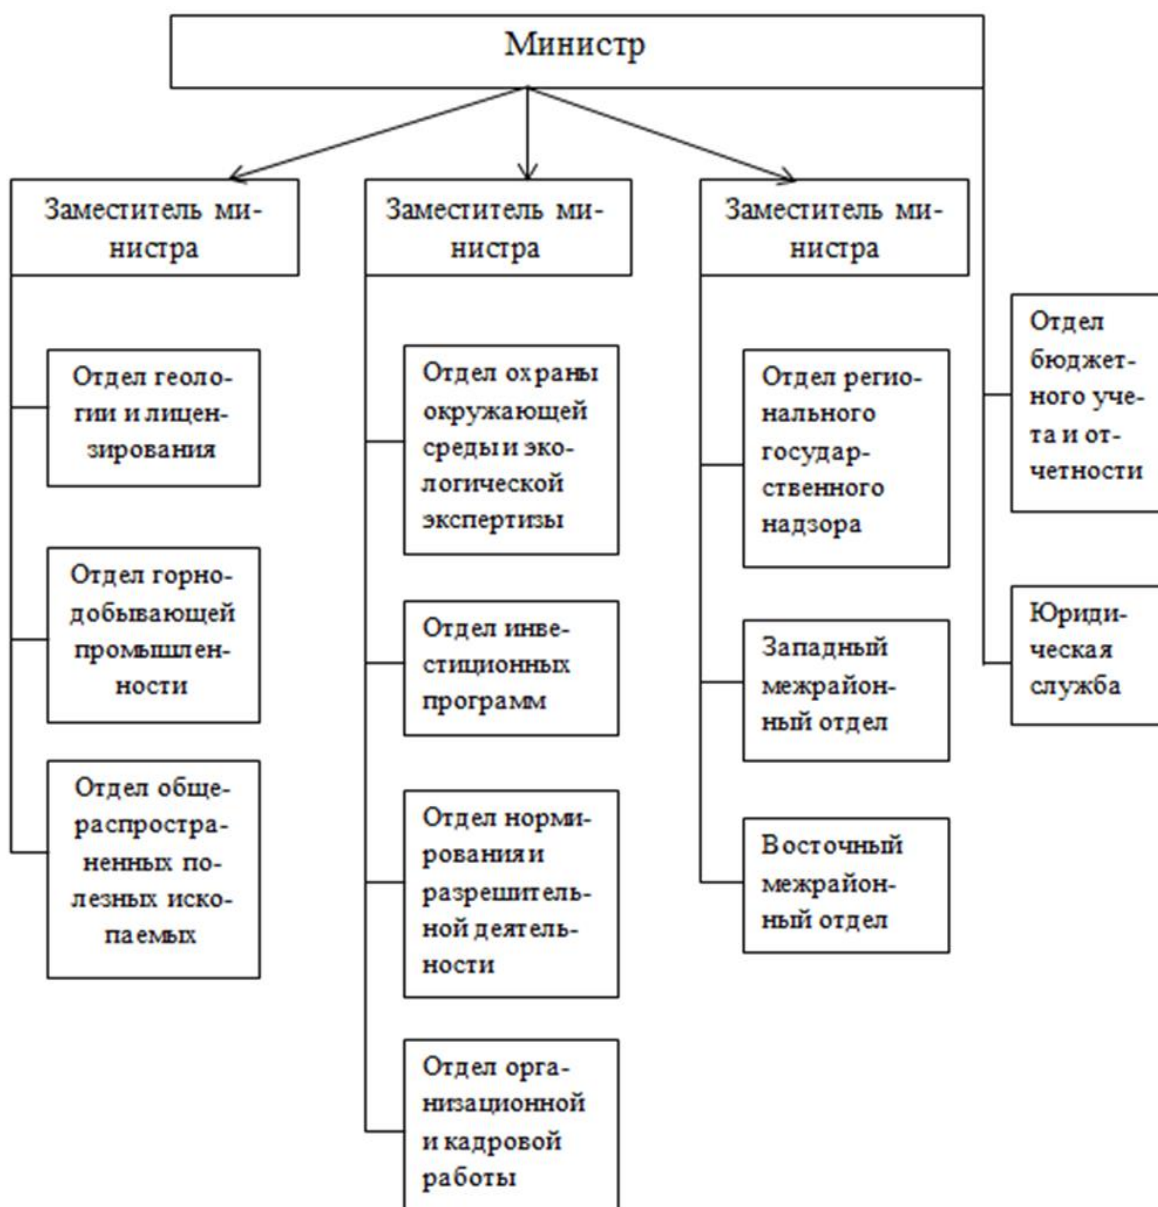 Министр
Заместитель ми-
нистра
Отдел геоло-
гии и лицен-
зирования
Отдел горно-
добывающей
промышлен-
ности
Отдел обще-
распростра-
ненных по-
лезных иско-
паемых
Заместитель ми-
нистра
Отдел охраны
окружающей
среды и эко-
логической
экспертизы
Отдел инве-
стиционных
программ
Отдел норми-
рования и
разрешитель-
ной деятель-
ности
Отдел орга-
низационной
и кадровой
работы
Заместитель ми-
нистра
Отдел регио-
нального
государ-
ственного
надзора
Западный
межрайон-
ный отдел
Восточный
межрайон-
ный отдел
Отдел
бюджет-
ного уче-
та и от-
четности
Юриди-
ческая
служба